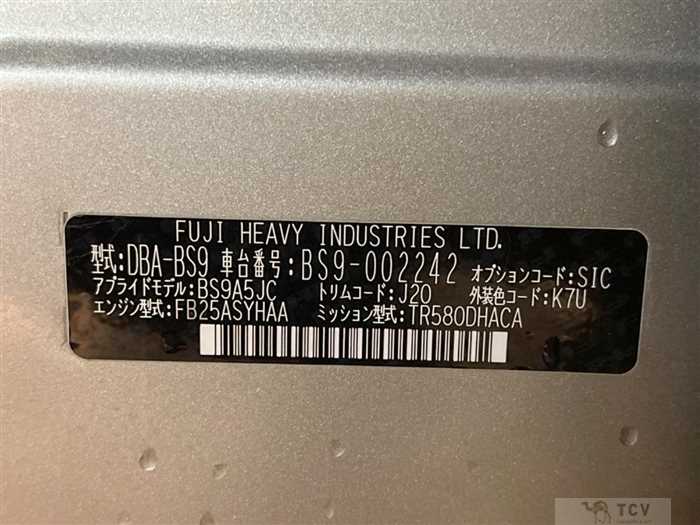 FUJI HEAVY INDUSTRIES LTD.
型式:DBA-BS9 車台番号:BS9-002242 オプションコード:SIC
アプライドモデル:BS9A5JC トリムコード:J20 外装色コード:K7U
エンジン型式:FB25ASYHAA ミッション型式:TR580DHACA
TCV